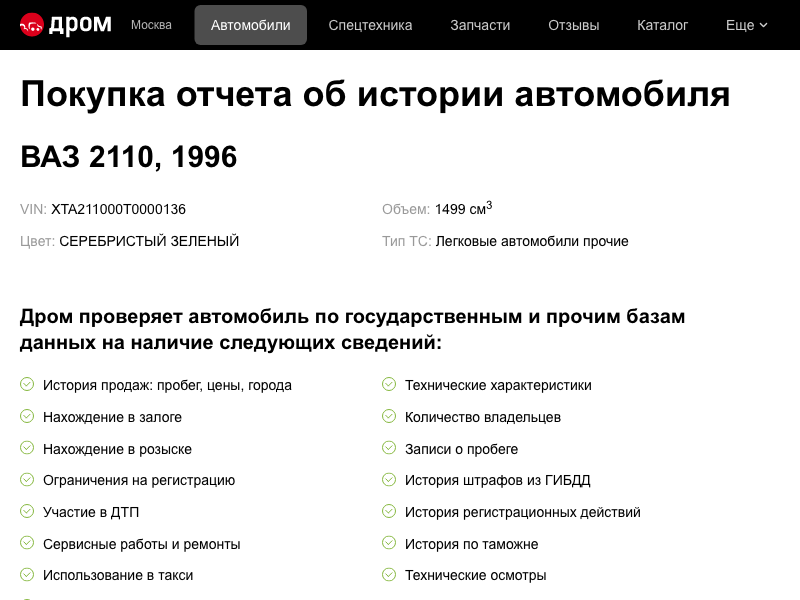 дром Москва Автомобили Спецтехника Запчасти Отзывы Каталог Еще
Покупка отчета об истории автомобиля
ВАЗ 2110, 1996
VIN: XTA211000T0000136 Объем: 1499 см³
Цвет: СЕРЕБРИСТЫЙ ЗЕЛЕНЫЙ Тип ТС: Легковые автомобили прочие
Дром проверяет автомобиль по государственным и прочим базам
данных на наличие следующих сведений:
История продаж: пробег, цены, города Технические характеристики
Нахождение в залоге Количество владельцев
Нахождение в розыске Записи о пробеге
Ограничения на регистрацию История штрафов из ГИБДД
Участие в ДТП История регистрационных действий
Сервисные работы и ремонты История по таможне
Использование в такси Технические осмотры